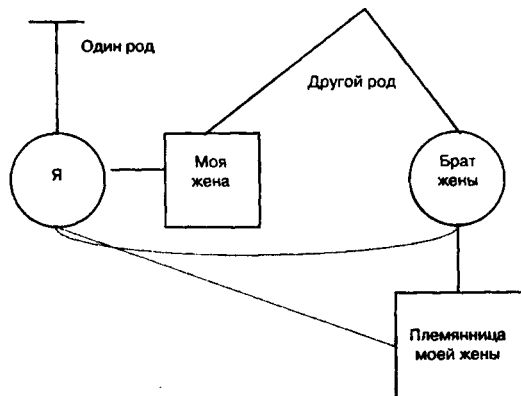 Один род
Другой род
Я
Моя
жена
Брат
жены
Племянница
моей жены